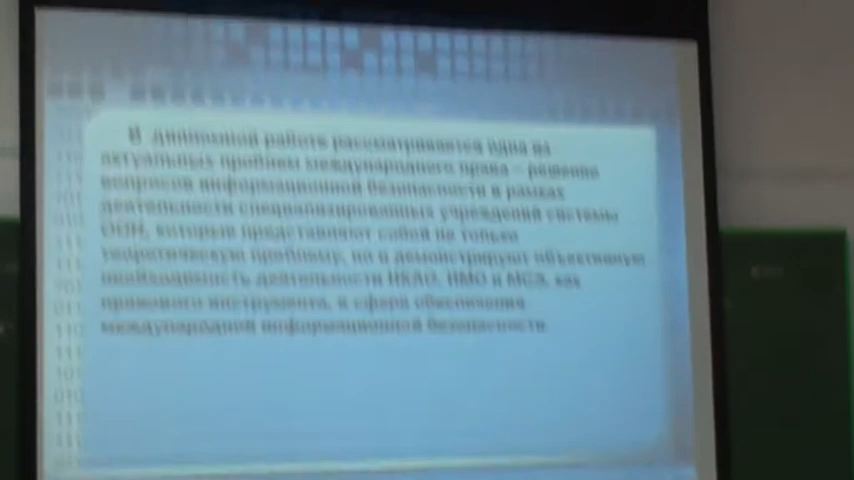 В дипломной работе рассматривается одна из
актуальных проблем международного права – решение
вопросов информационной безопасности в рамках
деятельности специализированных учреждений системы
ООН, которые представляют собой не только
теоретическую проблему, но и демонстрируют объективную
необходимость деятельности ИКАО, ИМО и МСЭ, как
правового инструмента, в сфере обеспечения
международной информационной безопасности